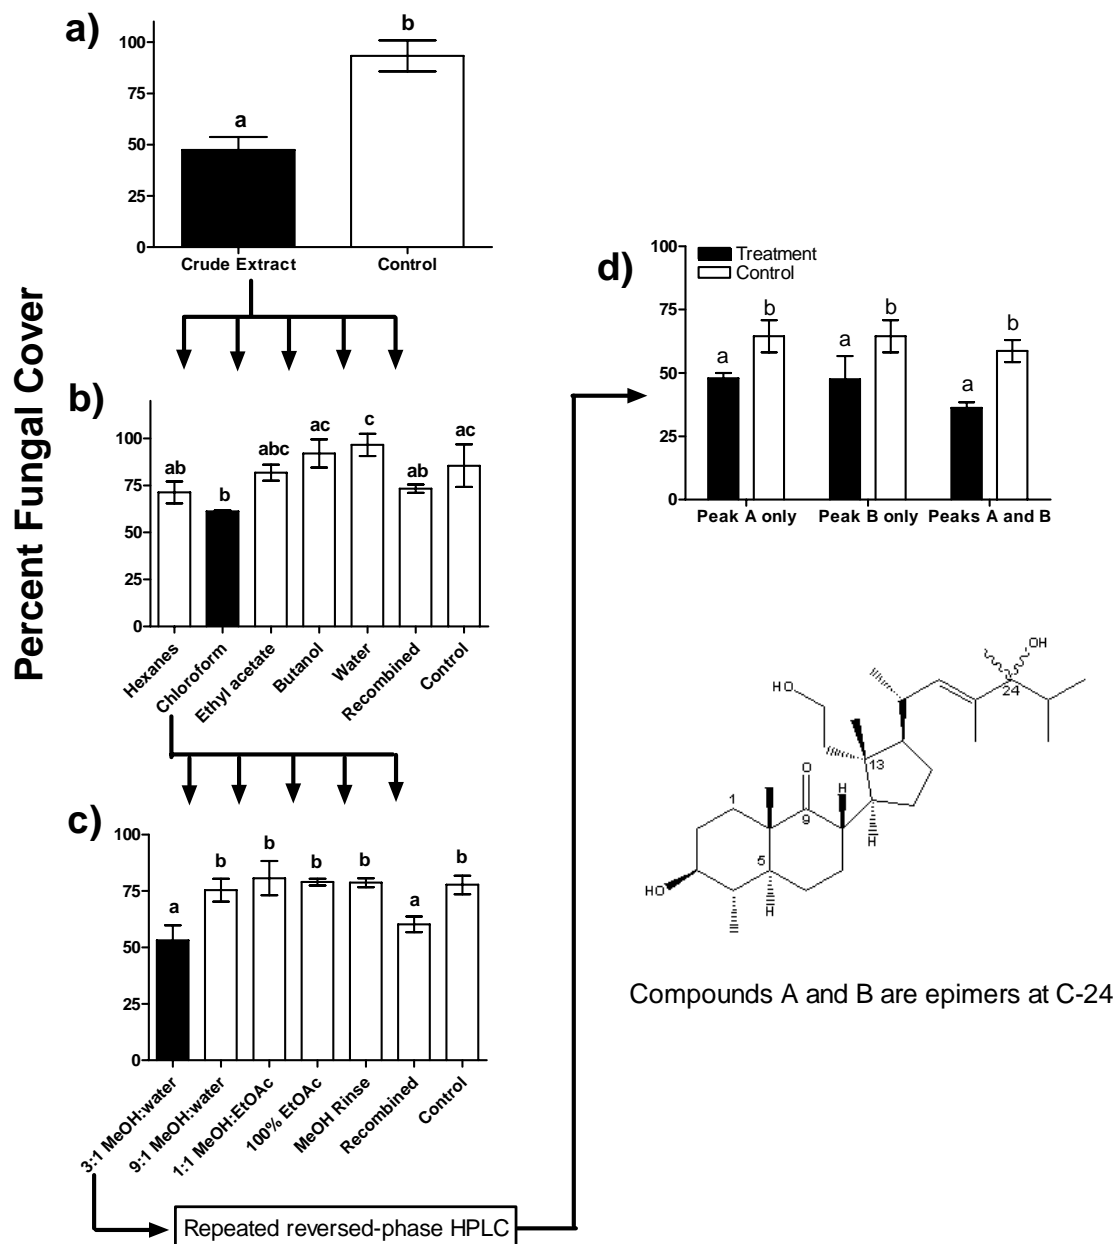 Percent Fungal Cover
a)
100
75
50
25
0
a
b
Crude Extract
Control
b)
100
75
50
25
0
ab
b
abc
ac
c
ab
ac
Hexanes
Chloroform
Ethyl acetate
Butanol
Water
Recombined
Control
c)
100
75
50
25
0
a
b
b
b
b
a
b
3:1 MeOH:water
9:1 MeOH:water
1:1 MeOH:EtOAc
100% EtOAc
MeOH Rinse
Recombined
Control
Repeated reversed-phase HPLC
d)
100
75
50
25
0
Treatment
Control
a
b
a
b
a
b
Peak A only
Peak B only
Peaks A and B
OH
24
HO
13
O
H
1
9
H
5
HO
H
Compounds A and B are epimers at C-24